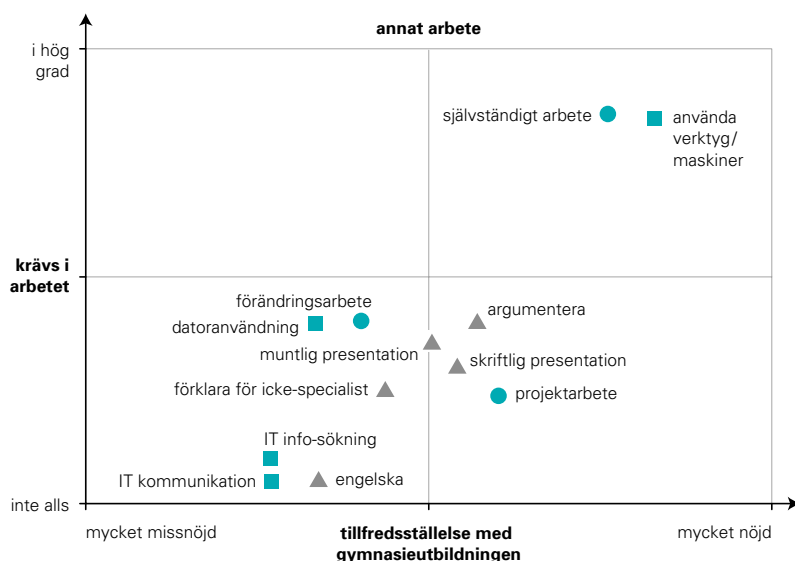 annat arbete
i hög
grad
självständigt arbete
använda
verktyg/
maskiner
krävs i
arbetet
förändringsarbete
argumentera
datoranvändning
muntlig presentation
skriftlig presentation
förklara för icke-specialist
projektarbete
IT info-sökning
IT kommunikation
engelska
inte alls
mycket missnöjd
tillfredsställelse med
gymnasieutbildningen
mycket nöjd